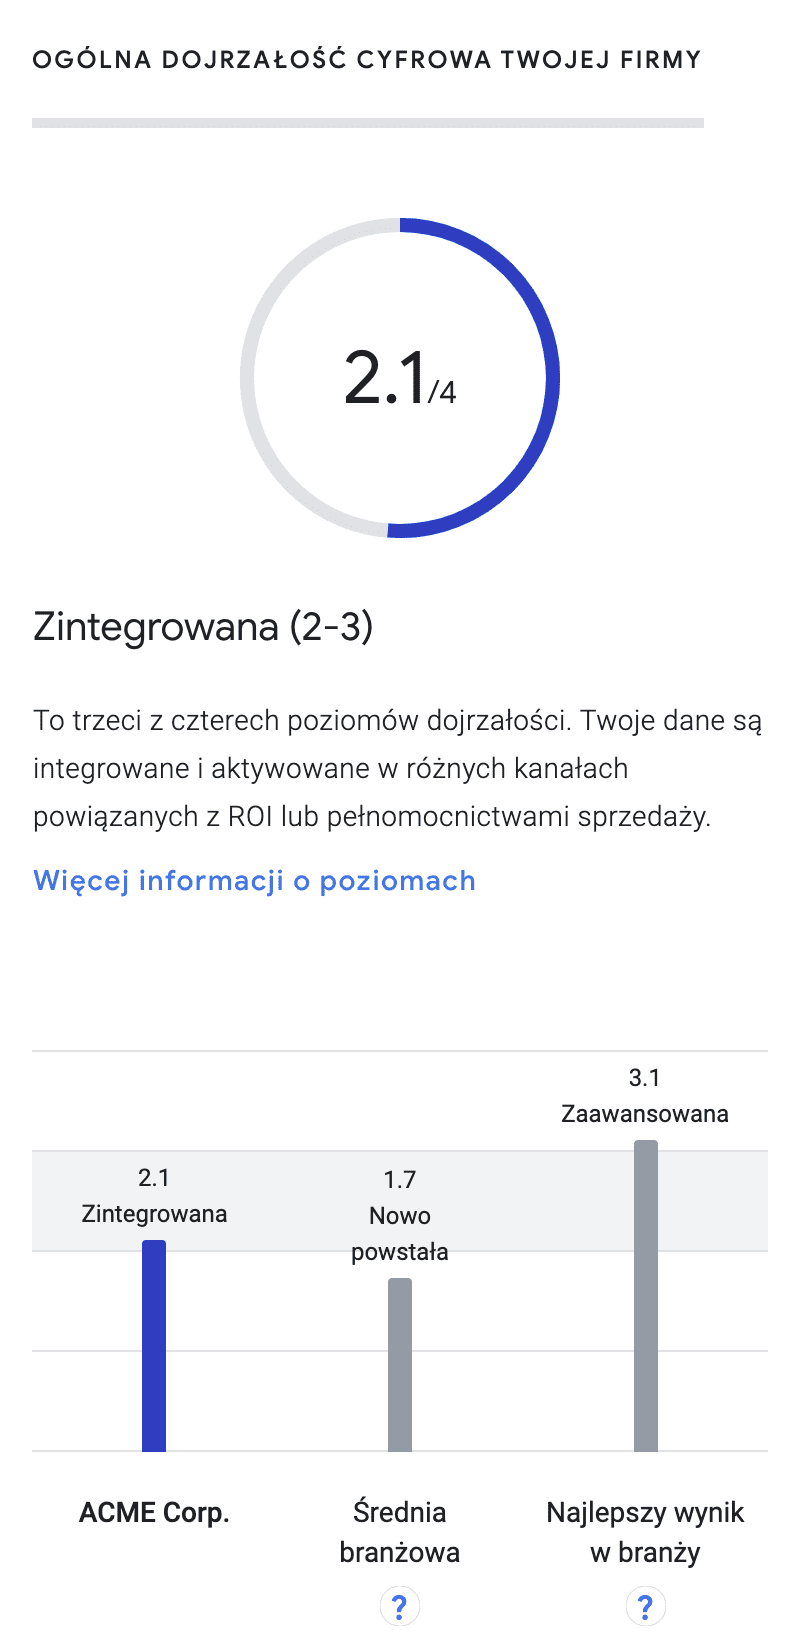 OGÓLNA DOJRZAŁOŚĆ CYFROWA TWOJEJ FIRMY
2.1/4
Zintegrowana (2-3)
To trzeci z czterech poziomów dojrzałości. Twoje dane są
integrowane i aktywowane w różnych kanałach
powiązanych z ROI lub pełnomocnictwami sprzedaży.
Więcej informacji o poziomach
2.1
Zintegrowana
1.7
Nowo
powstała
3.1
Zaawansowana
ACME Corp.
Średnia
branżowa
?
Najlepszy wynik
w branży
?